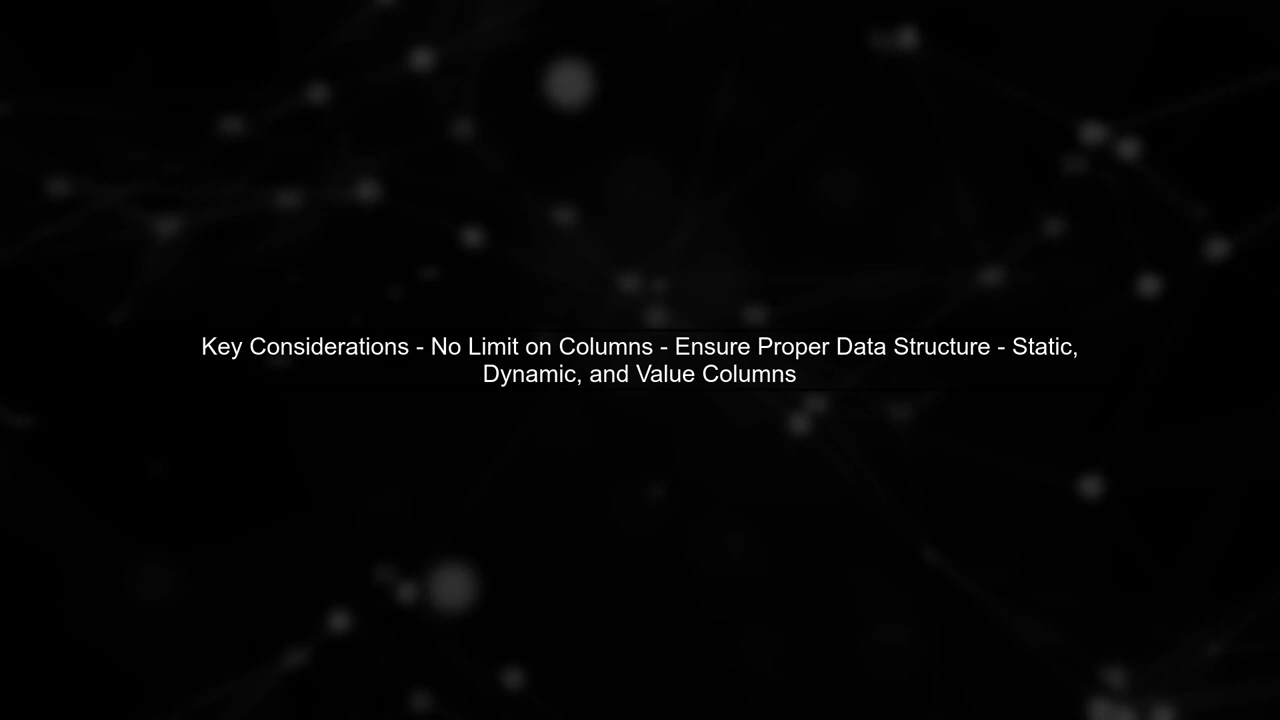 Key Considerations - No Limit on Columns - Ensure Proper Data Structure - Static,
Dynamic, and Value Columns